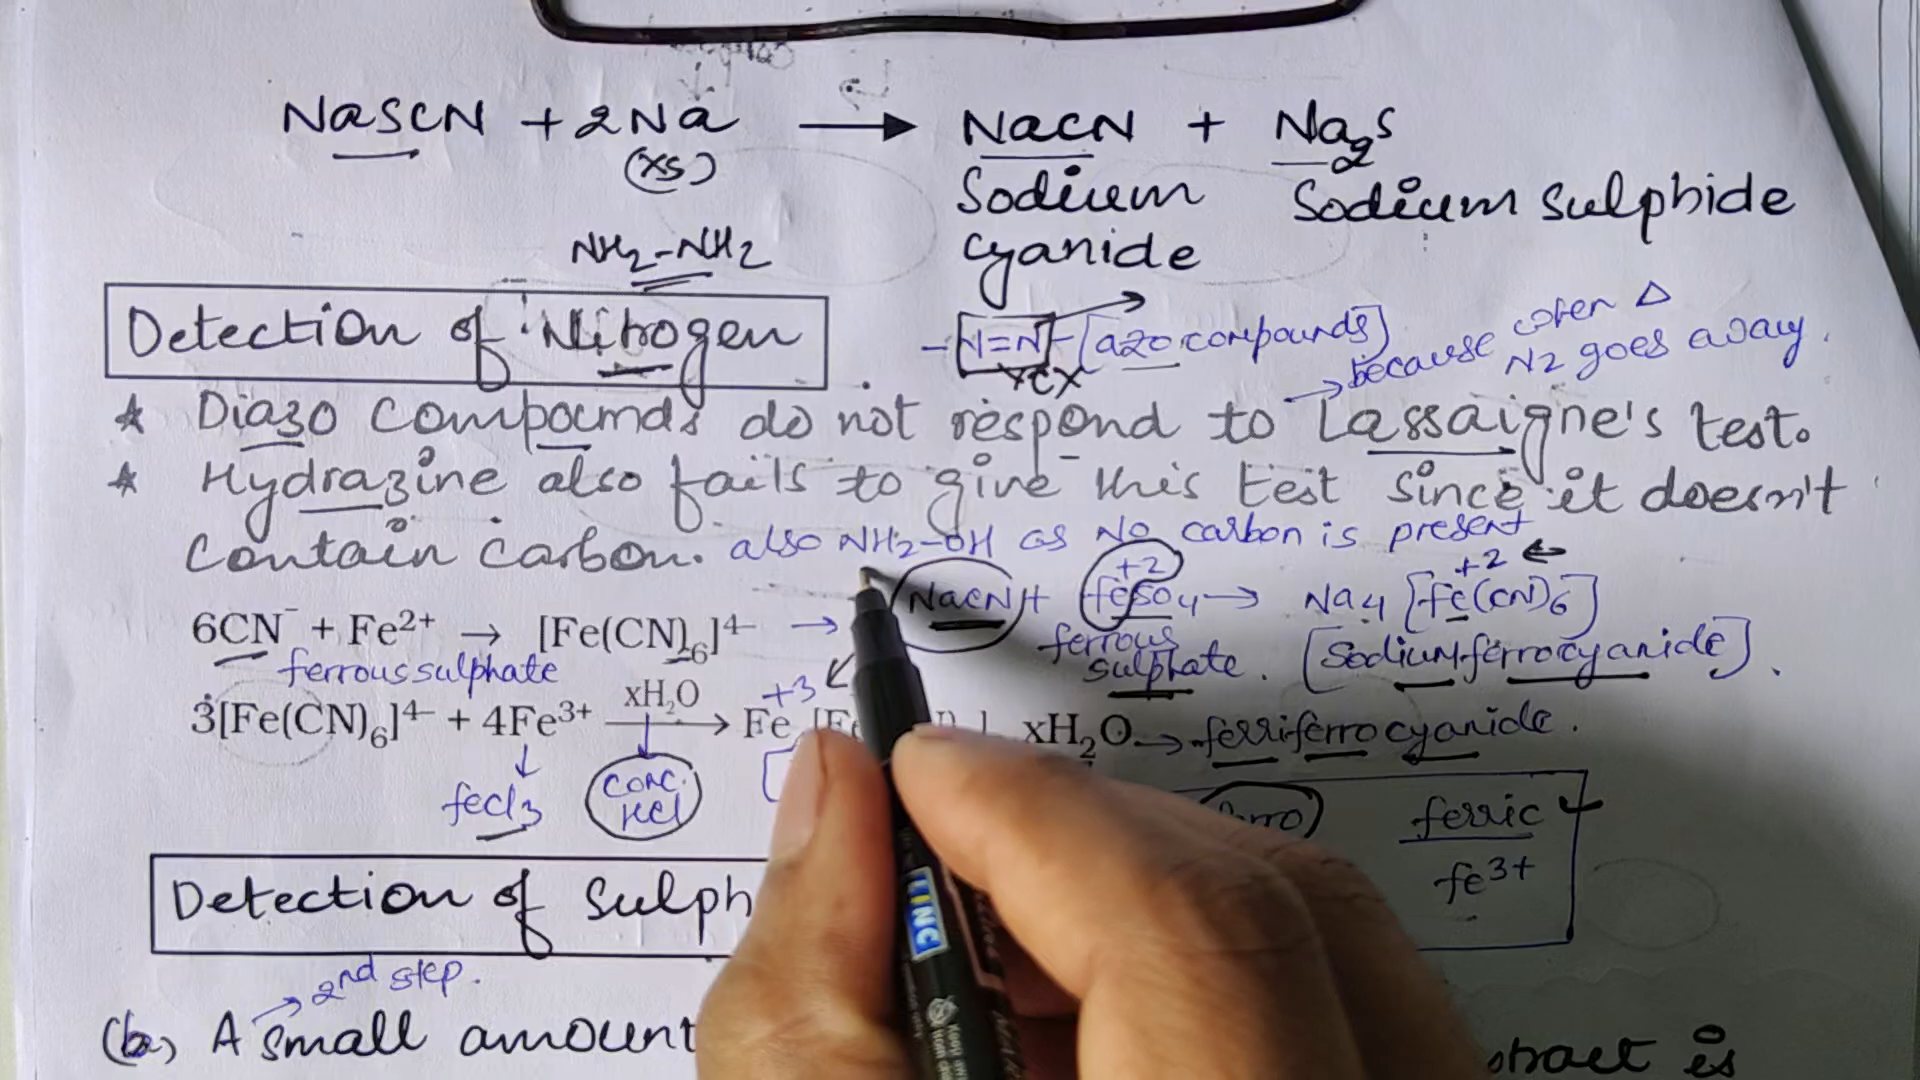 NaSCN + 2Na → NaCN + Na2S
(xs)
Sodium Sodium Sulphide
cyanide
NH2-NH2
Detection of Nitrogen
-N=N- [azo compounds]
→ because when Δ
N2 goes away.
★ Diazo compounds do not respond to Lassaigne's test.
★ Hydrazine also fails to give this test since it doesn't
contain carbon. also NH2-OH as No carbon is present
6CN⁻ + Fe²⁺ → [Fe(CN)₆]⁴⁻ → NaCN + FeSO4 → Na4 [Fe(CN)6]
+2 +2
ferrous sulphate ferrous sulphate. [Sodium ferrocyanide].
3[Fe(CN)₆]⁴⁻ + 4Fe³⁺ xH₂O → Fe xH₂O → ferriferrocyanide.
+3
fecl3 conc. HCl
ferric
fe3+
Detection of Sulph
→ 2nd step.
(b) A small amount
is
LINC